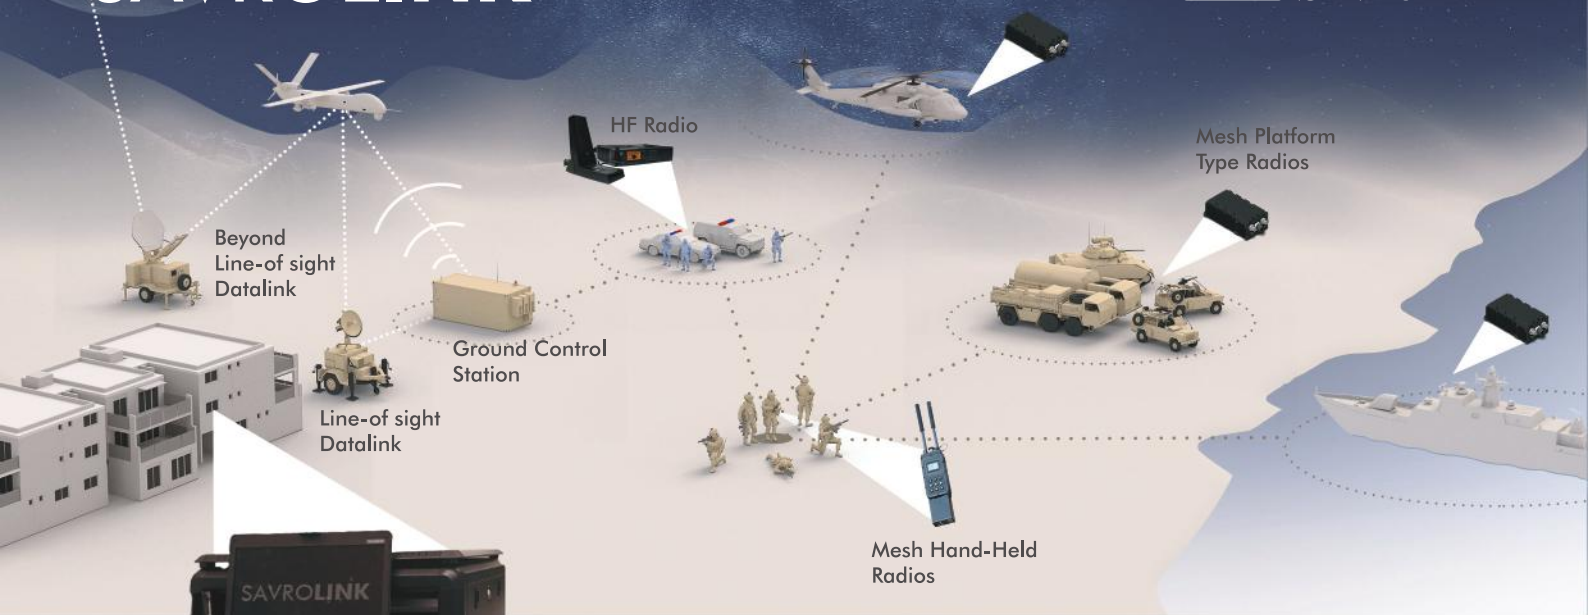 SAVROLINK
HF Radio
Mesh Platform
Type Radios
Beyond
Line-of sight
Datalink
Ground Control
Station
Line-of sight
Datalink
Mesh Hand-Held
Radios
SAVROLINK